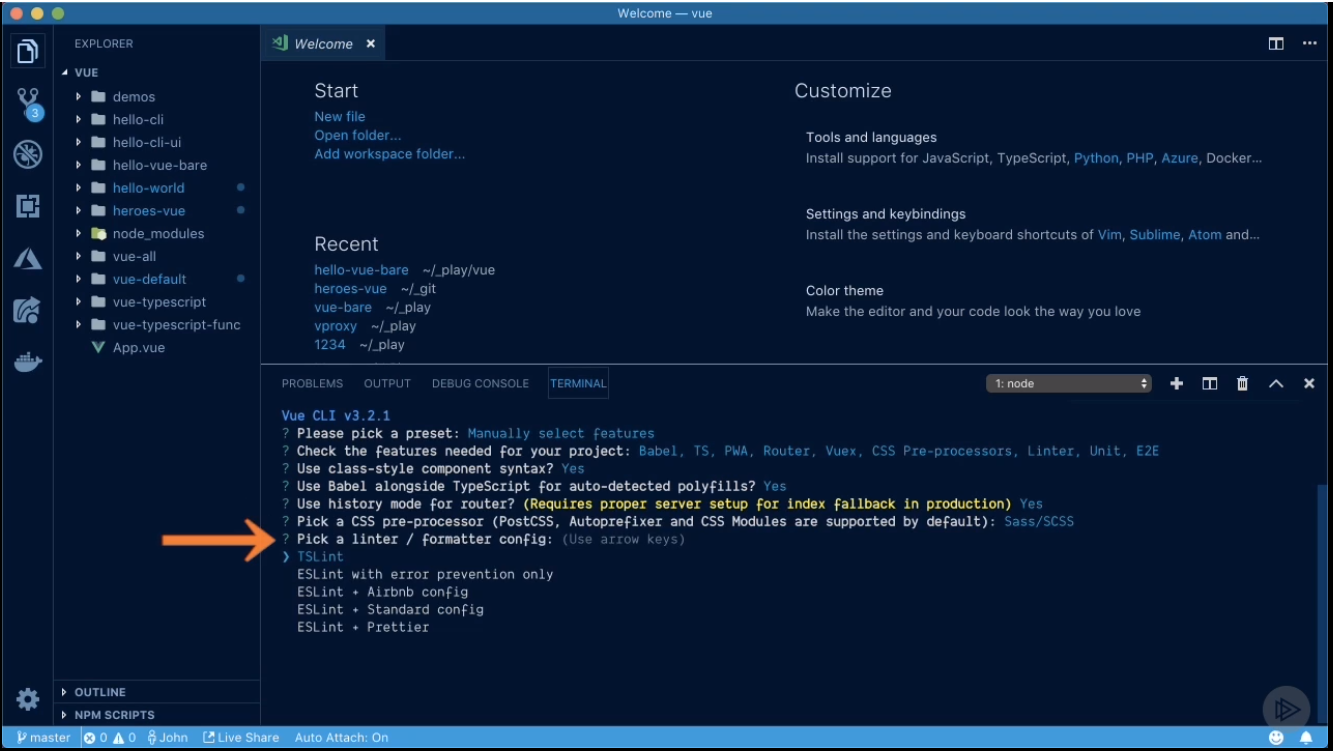 Welcome — vue
EXPLORER
VUE
demos
hello-cli
hello-cli-ui
hello-vue-bare
hello-world
heroes-vue
node_modules
vue-all
vue-default
vue-typescript
vue-typescript-func
App.vue
OUTLINE
NPM SCRIPTS
3
Welcome
Start
New file
Open folder...
Add workspace folder...
Recent
hello-vue-bare ~/_play/vue
heroes-vue ~/_git
vue-bare ~/_play
vproxy ~/_play
1234 ~/_play
Customize
Tools and languages
Install support for JavaScript, TypeScript, Python, PHP, Azure, Docker...
Settings and keybindings
Install the settings and keyboard shortcuts of Vim, Sublime, Atom and...
Color theme
Make the editor and your code look the way you love
PROBLEMS OUTPUT DEBUG CONSOLE TERMINAL 1: node
Vue CLI v3.2.1
? Please pick a preset: Manually select features
? Check the features needed for your project: Babel, TS, PWA, Router, Vuex, CSS Pre-processors, Linter, Unit, E2E
? Use class-style component syntax? Yes
? Use Babel alongside TypeScript for auto-detected polyfills? Yes
? Use history mode for router? (Requires proper server setup for index fallback in production) Yes
? Pick a CSS pre-processor (PostCSS, Autoprefixer and CSS Modules are supported by default): Sass/SCSS
? Pick a linter / formatter config: (Use arrow keys)
❯ TSLint
ESLint with error prevention only
ESLint + Airbnb config
ESLint + Standard config
ESLint + Prettier
master 0 0 John Live Share Auto Attach: On